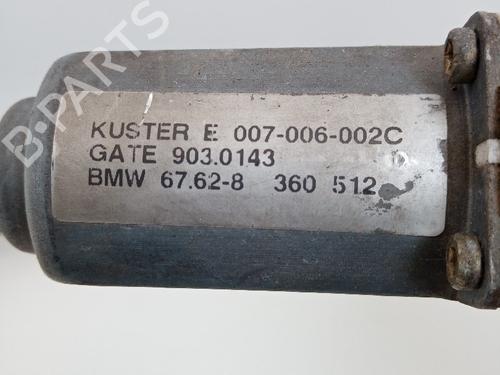 B-PARTS
KUSTER E 007-006-002C
GATE 903.0143
BMW 67.62-8 360 512